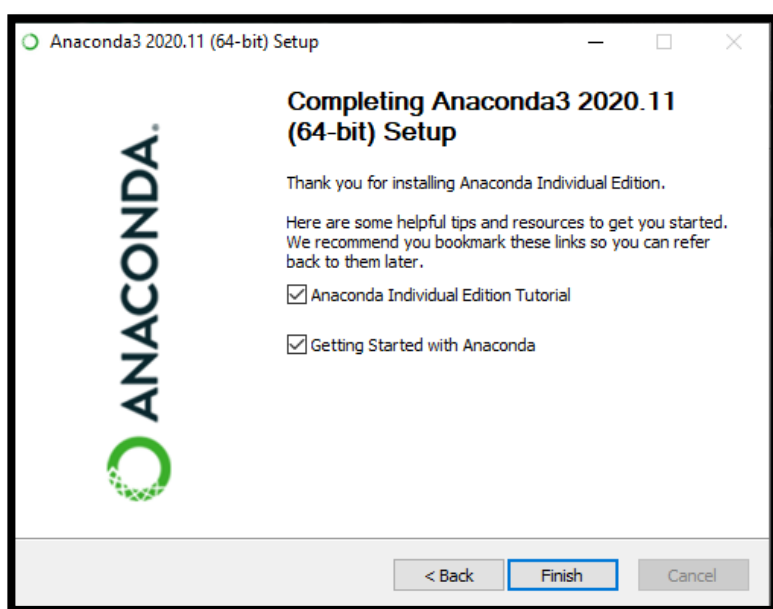 Anaconda3 2020.11 (64-bit) Setup
Completing Anaconda3 2020.11
(64-bit) Setup
Thank you for installing Anaconda Individual Edition.
Here are some helpful tips and resources to get you started.
We recommend you bookmark these links so you can refer
back to them later.
Anaconda Individual Edition Tutorial
Getting Started with Anaconda
ANACONDA.
< Back
Finish
Cancel